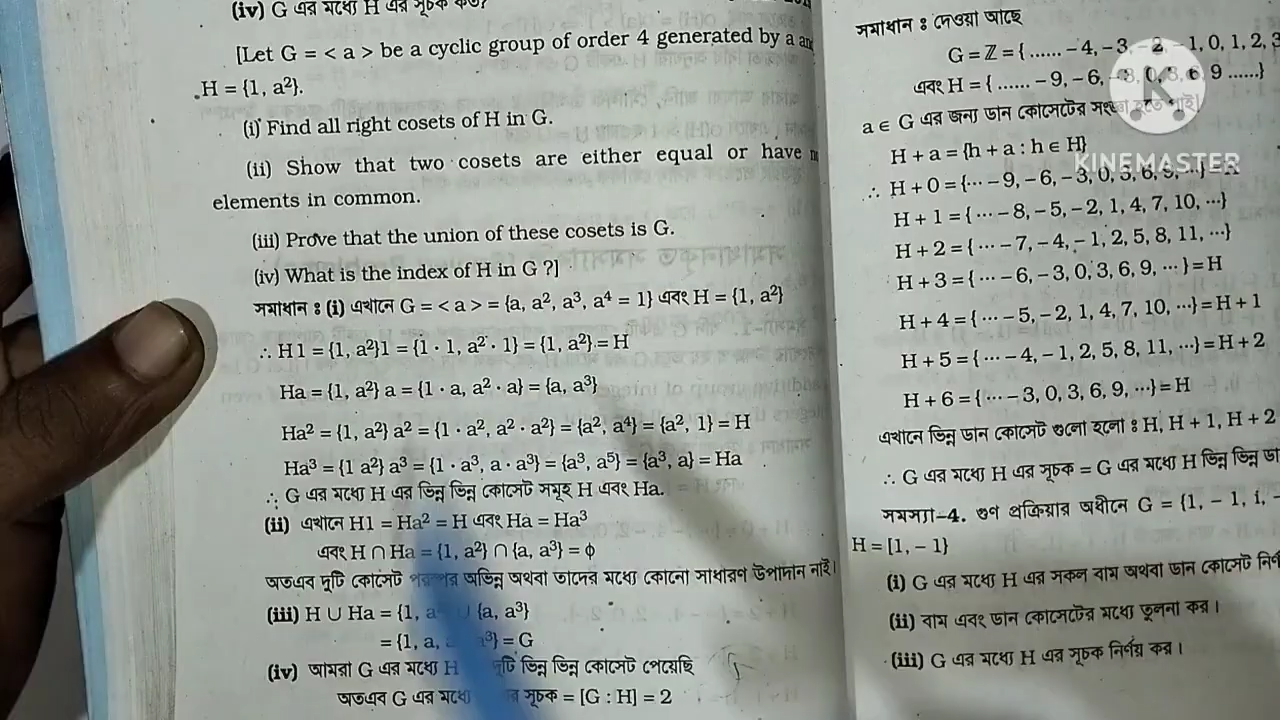 (iv) G এর মধ্যে H এর সূচক কত?
[Let G = < a > be a cyclic group of order 4 generated by a and
H = {1, a²}.
(i) Find all right cosets of H in G.
(ii) Show that two cosets are either equal or have
elements in common.
(iii) Prove that the union of these cosets is G.
(iv) What is the index of H in G ?]
সমাধান : (i) এখানে G = < a > = {a, a², a³, a⁴ = 1} এবং H = {1, a²}
∴ H1 = {1, a²}1 = {1 · 1, a² · 1} = {1, a²} = H
Ha = {1, a²} a = {1 · a, a² · a} = {a, a³}
Ha² = {1, a²} a² = {1 · a², a² · a²} = {a², a⁴} = {a², 1} = H
Ha³ = {1 a²} a³ = {1 · a³, a · a³} = {a³, a⁵} = {a³, a} = Ha
∴ G এর মধ্যে H এর ভিন্ন ভিন্ন কোসেট সমূহ H এবং Ha.
(ii) এখানে H1 = Ha² = H এবং Ha = Ha³
এবং H ∩ Ha = {1, a²} ∩ {a, a³} = ϕ
অতএব দুটি কোসেট পরস্পর অভিন্ন অথবা তাদের মধ্যে কোনো সাধারণ উপাদান নাই।
(iii) H ∪ Ha = {1, a ∪ {a, a³}
= {1, a, a³} = G
(iv) আমরা G এর মধ্যে H দুটি ভিন্ন ভিন্ন কোসেট পেয়েছি
অতএব G এর মধ্যে সূচক = [G : H] = 2
সমাধান : দেওয়া আছে
G = ℤ = { ...... – 4, – 3, – 2, – 1, 0, 1, 2, 3
এবং H = { ...... – 9, – 6, – 3, 0, 3, 6, 9 ......}
a ∈ G এর জন্য ডান কোসেটের সংজ্ঞা হতে পাই।
H + a = {h + a : h ∈ H}
KINEMASTER
∴ H + 0 = {··· – 9, – 6, – 3, 0, 3, 6, 9, ···} = H
H + 1 = { ··· – 8, – 5, – 2, 1, 4, 7, 10, ···}
H + 2 = { ··· – 7, – 4, – 1, 2, 5, 8, 11, ···}
H + 3 = { ··· – 6, – 3, 0, 3, 6, 9, ···} = H
H + 4 = { ··· – 5, – 2, 1, 4, 7, 10, ···} = H + 1
H + 5 = { ··· – 4, – 1, 2, 5, 8, 11, ···} = H + 2
H + 6 = { ··· – 3, 0, 3, 6, 9, ···} = H
এখানে ভিন্ন ডান কোসেট গুলো হলো : H, H + 1, H + 2
∴ G এর মধ্যে H এর সূচক = G এর মধ্যে H ভিন্ন ভিন্ন
সমস্যা–4. গুণ প্রক্রিয়ার অধীনে G = {1, – 1, i, –
H = [1, – 1}
(i) G এর মধ্যে H এর সকল বাম অথবা ডান কোসেট
(ii) বাম এবং ডান কোসেটের মধ্যে তুলনা কর।
(iii) G এর মধ্যে H এর সূচক নির্ণয় কর।